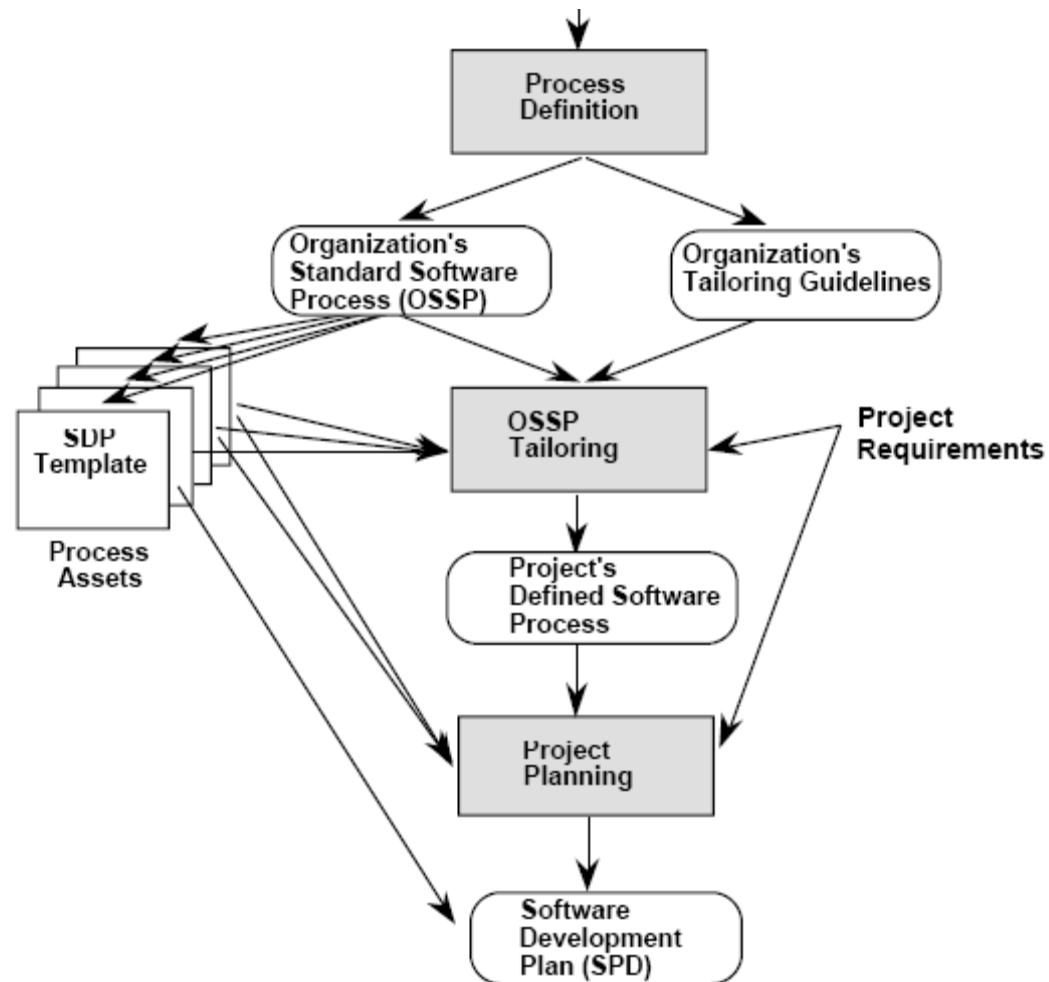 Process
Definition
Organization's
Standard Software
Process (OSSP)
Organization's
Tailoring Guidelines
SDP
Template
Process
Assets
OSSP
Tailoring
Project
Requirements
Project's
Defined Software
Process
Project
Planning
Software
Development
Plan (SPD)